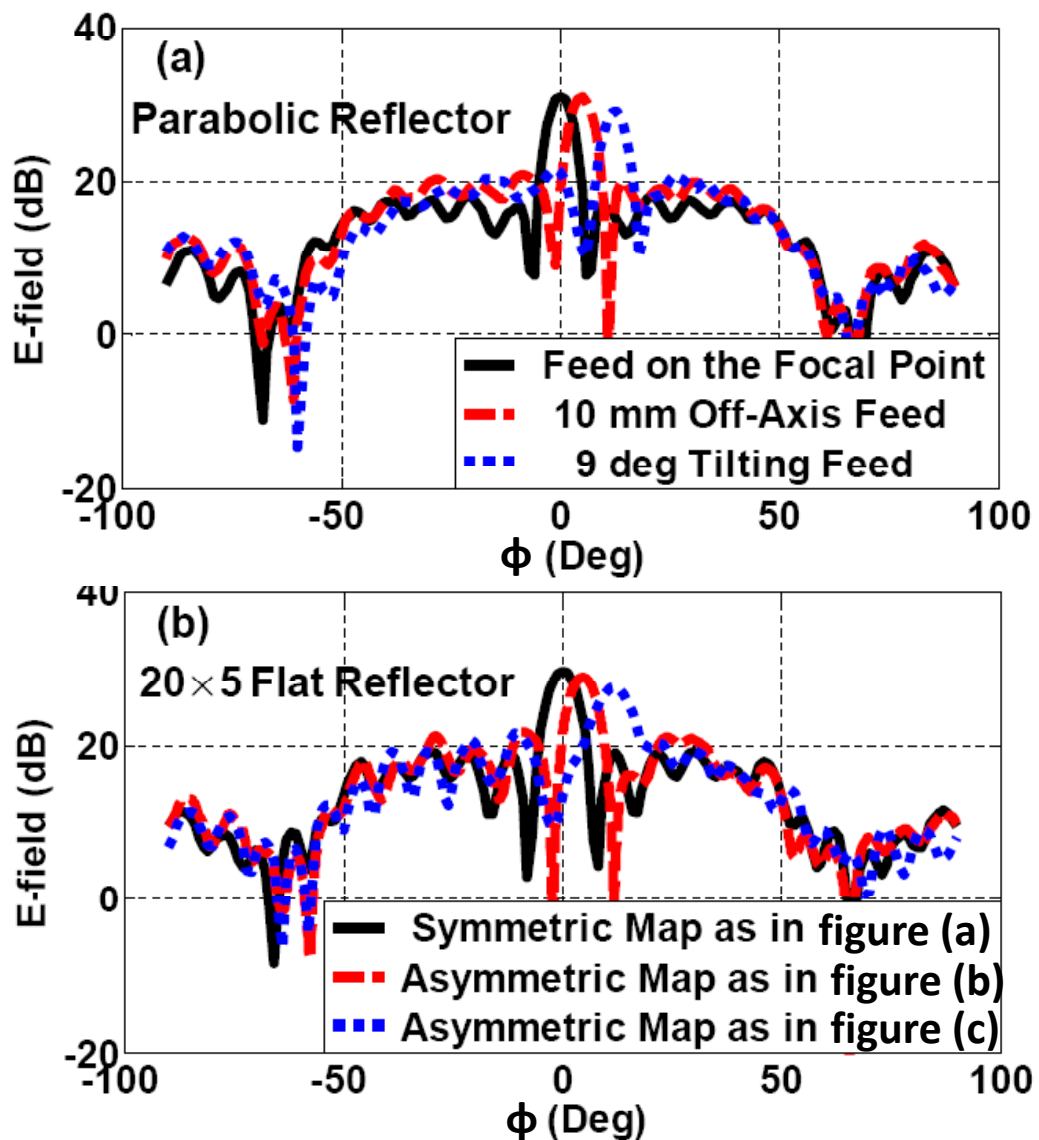 40
(a)
Parabolic Reflector
20
0
-20
E-field (dB)
Feed on the Focal Point
10 mm Off-Axis Feed
9 deg Tilting Feed
-100 -50 0 50 100
ϕ (Deg)
40
(b)
20×5 Flat Reflector
20
0
-20
E-field (dB)
Symmetric Map as in figure (a)
Asymmetric Map as in figure (b)
Asymmetric Map as in figure (c)
-100 -50 0 50 100
ϕ (Deg)